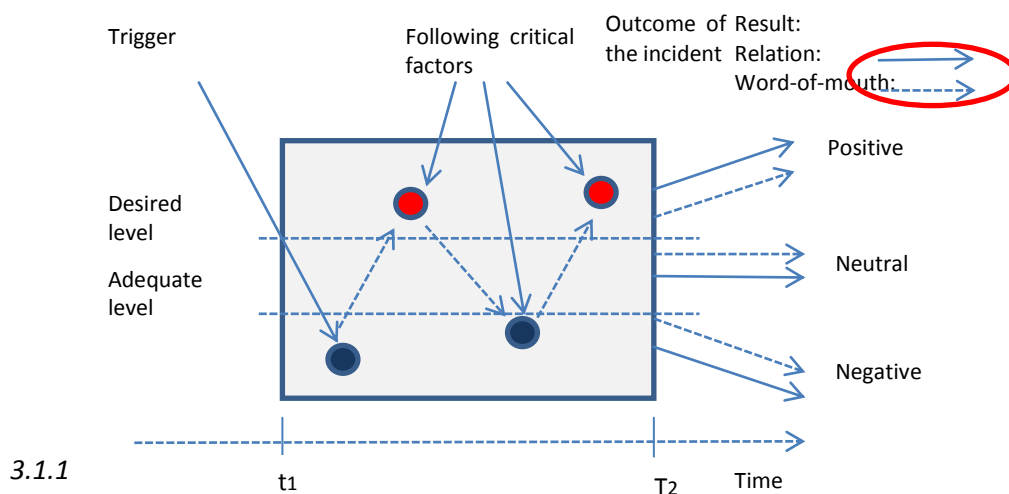 Trigger
Following critical
factors
Outcome of Result:
the incident Relation:
Word-of-mouth:
Positive
Desired
level
Neutral
Adequate
level
Negative
3.1.1
t1
T2
Time